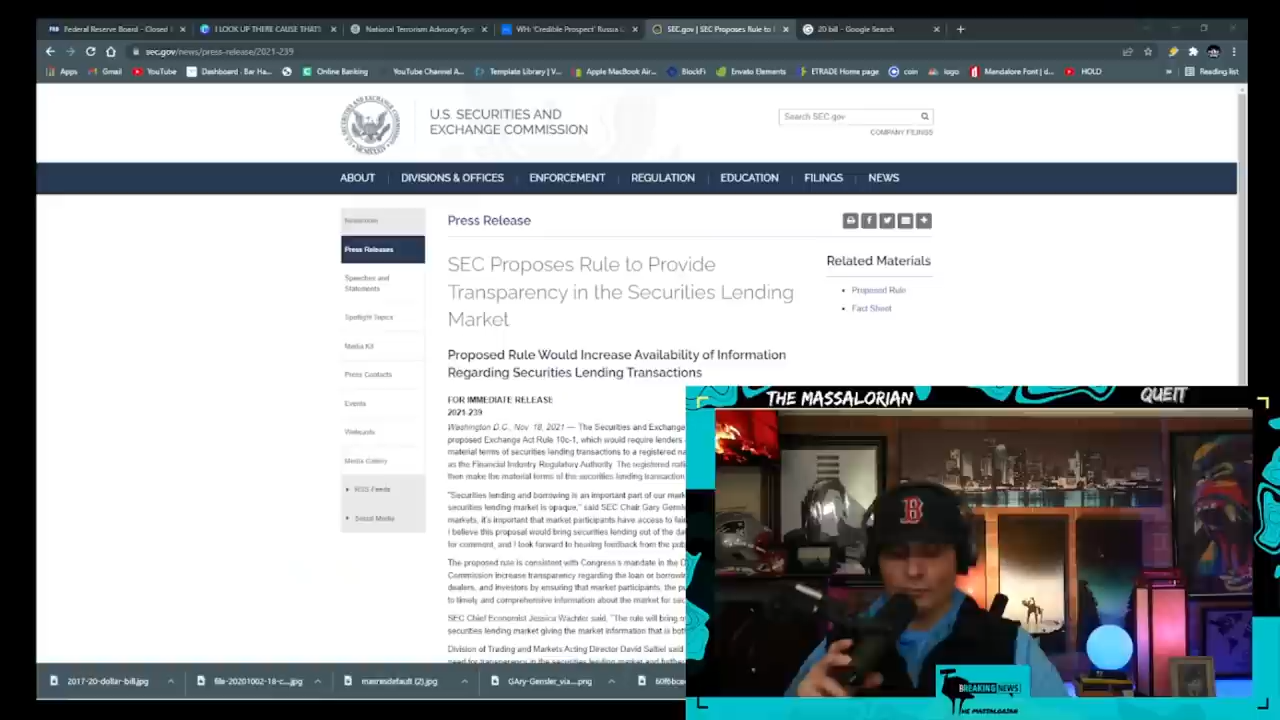 Federal Reserve Board - Closed
I LOOK UP THERE CAUSE THAT'
National Terrorism Advisory Sys
WH: 'Credible Prospect' Russia
SEC.gov | SEC Proposes Rule to
20 bill - Google Search
sec.gov/news/press-release/2021-239
Apps
Gmail
YouTube
Dashboard - Bar Ha...
Online Banking
YouTube Channel A...
Template Library | V...
Apple MacBook Air...
BlockFi
Envato Elements
ETRADE Home page
coin
logo
Mandalore Font | d...
HOLD
»
Reading list
U.S. SECURITIES AND
EXCHANGE COMMISSION
Search SEC.gov
COMPANY FILINGS
ABOUT
DIVISIONS & OFFICES
ENFORCEMENT
REGULATION
EDUCATION
FILINGS
NEWS
Newsroom
Press Releases
Speeches and
Statements
Spotlight Topics
Media Kit
Press Contacts
Events
Webcasts
Media Gallery
RSS Feeds
Social Media
Press Release
SEC Proposes Rule to Provide
Transparency in the Securities Lending
Market
Proposed Rule Would Increase Availability of Information
Regarding Securities Lending Transactions
FOR IMMEDIATE RELEASE
2021-239
Washington D.C., Nov. 18, 2021 — The Securities and Exchange
proposed Exchange Act Rule 10c-1, which would require lenders
material terms of securities lending transactions to a registered na
as the Financial Industry Regulatory Authority. The registered nati
then make the material terms of the securities lending transaction
"Securities lending and borrowing is an important part of our mark
securities lending market is opaque," said SEC Chair Gary Gensl
markets, it's important that market participants have access to fair
I believe this proposal would bring securities lending out of the da
for comment, and I look forward to hearing feedback from the pub
The proposed rule is consistent with Congress's mandate in the D
Commission increase transparency regarding the loan or borrowin
dealers, and investors by ensuring that market participants, the pu
to timely, and comprehensive information about the market for sec
SEC Chief Economist Jessica Wachter said, "The rule will bring
securities lending market giving the market information that is bot
Division of Trading and Markets Acting Director David Saltiel
need for transparency in the securities lending market and further
Related Materials
Proposed Rule
Fact Sheet
THE MASSALORIAN
QUEIT
B
BREAKING NEWS
THE MASSALORIAN
2017-20-dollar-bill.jpg
file-20201002-18-c....jpg
maxresdefault (2).jpg
GAry-Gensler_via....png